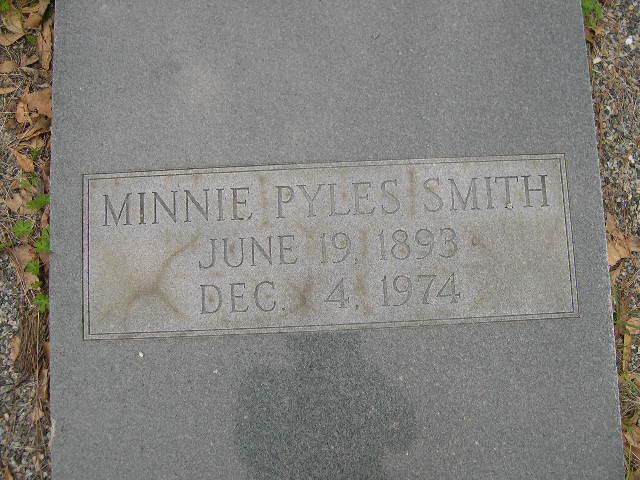 MINNIE PYLES SMITH
JUNE 19, 1893
DEC. 4, 1974